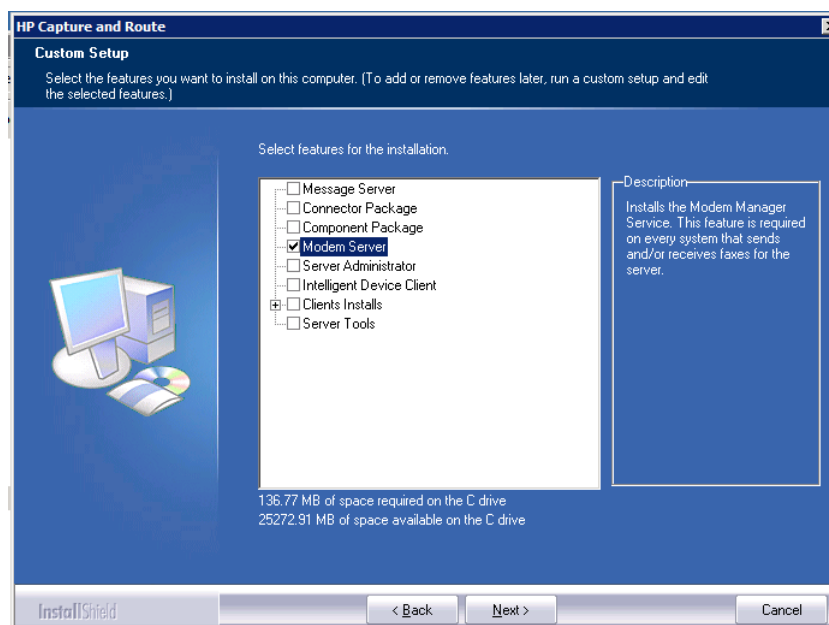 HP Capture and Route
Custom Setup
Select the features you want to install on this computer. (To add or remove features later, run a custom setup and edit
the selected features.)
Select features for the installation.
Message Server
Connector Package
Component Package
Modem Server
Server Administrator
Intelligent Device Client
Clients Installs
Server Tools
Description
Installs the Modem Manager
Service. This feature is required
on every system that sends
and/or receives faxes for the
server.
136.77 MB of space required on the C drive
25272.91 MB of space available on the C drive
InstallShield
< Back
Next >
Cancel